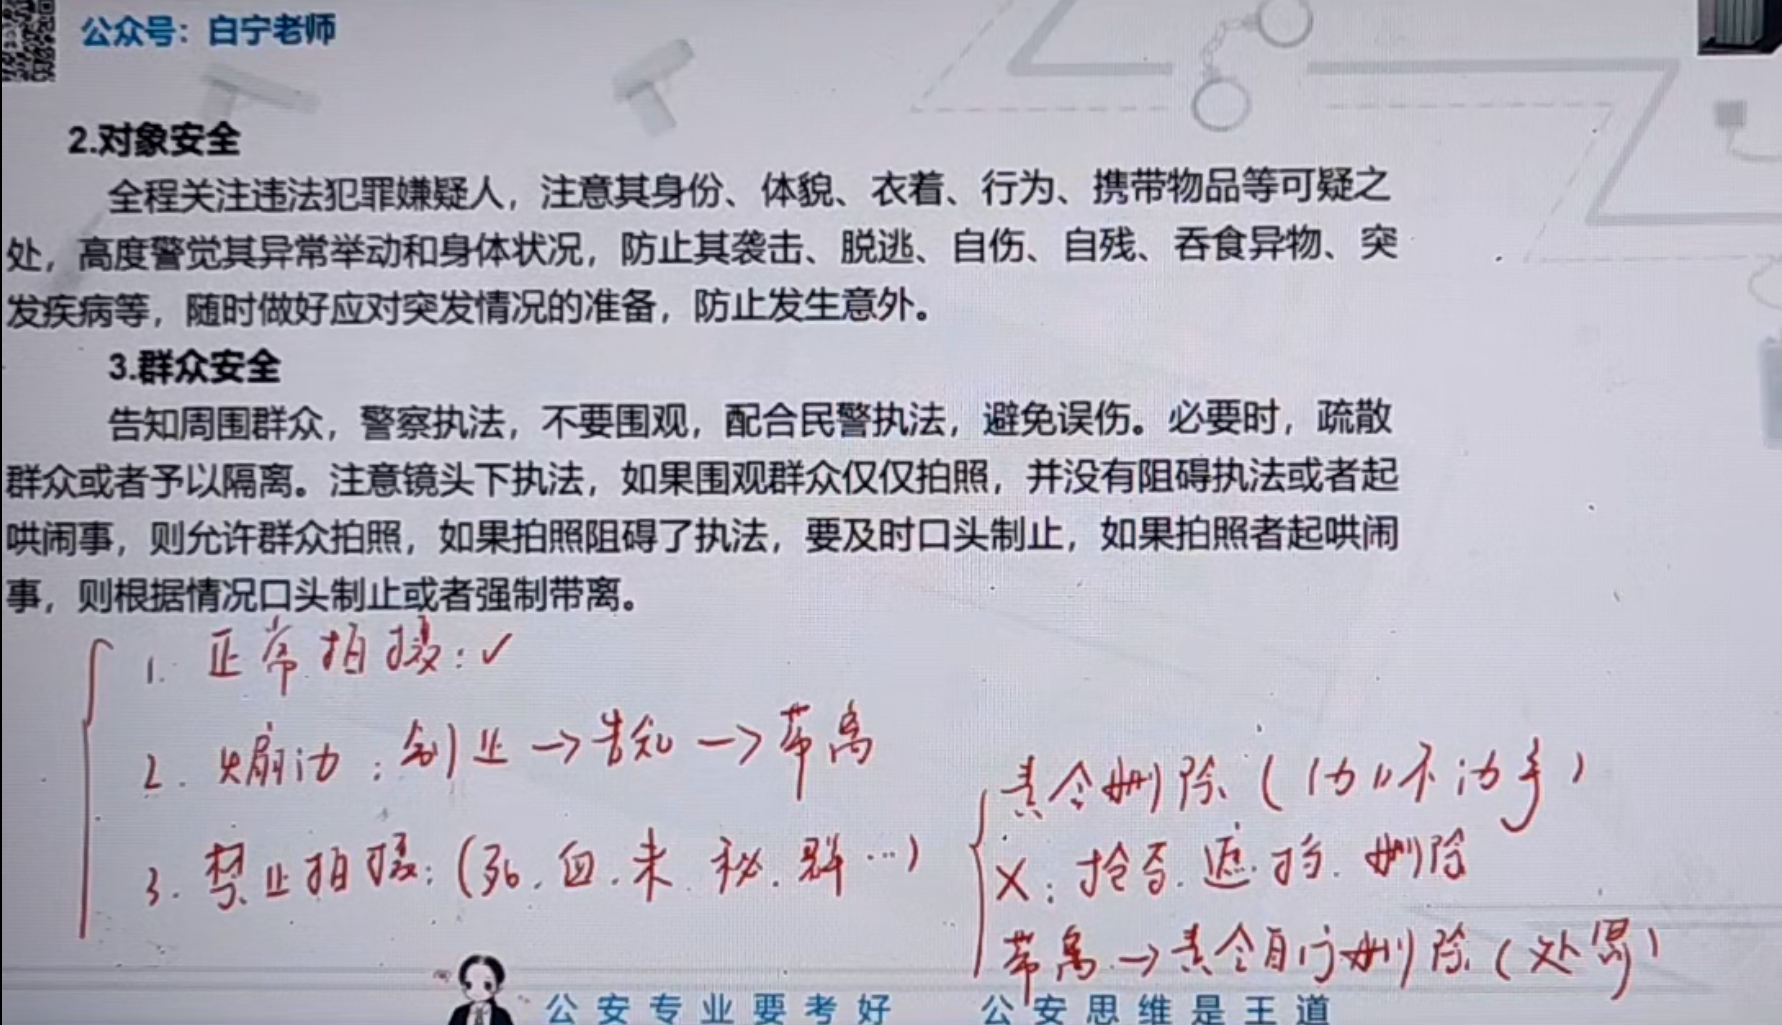 公众号：白宁老师
2.对象安全
全程关注违法犯罪嫌疑人，注意其身份、体貌、衣着、行为、携带物品等可疑之
处，高度警觉其异常举动和身体状况，防止其袭击、脱逃、自伤、自残、吞食异物、突
发疾病等，随时做好应对突发情况的准备，防止发生意外。
3.群众安全
告知周围群众，警察执法，不要围观，配合民警执法，避免误伤。必要时，疏散
群众或者予以隔离。注意镜头下执法，如果围观群众仅仅拍照，并没有阻碍执法或者起
哄闹事，则允许群众拍照，如果拍照阻碍了执法，要及时口头制止，如果拍照者起哄闹
事，则根据情况口头制止或者强制带离。
1. 正常拍摄：✓
2. 煽动：制止→告知→带离
3. 禁止拍摄：(死.血.未.秘.群…)
责令删除（动口不动手）
X：抢夺.遮挡.删除
带离→责令自行删除（处罚）
公安专业要考好 公安思维是王道